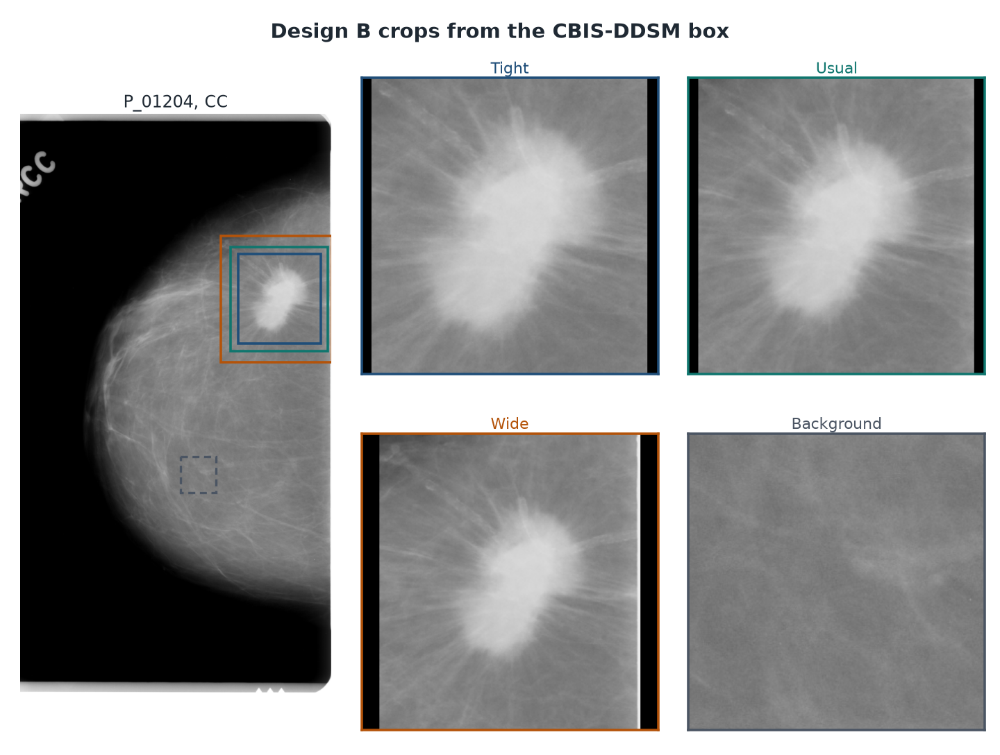 Design B crops from the CBIS-DDSM box
P_01204, CC
Tight
Usual
Wide
Background